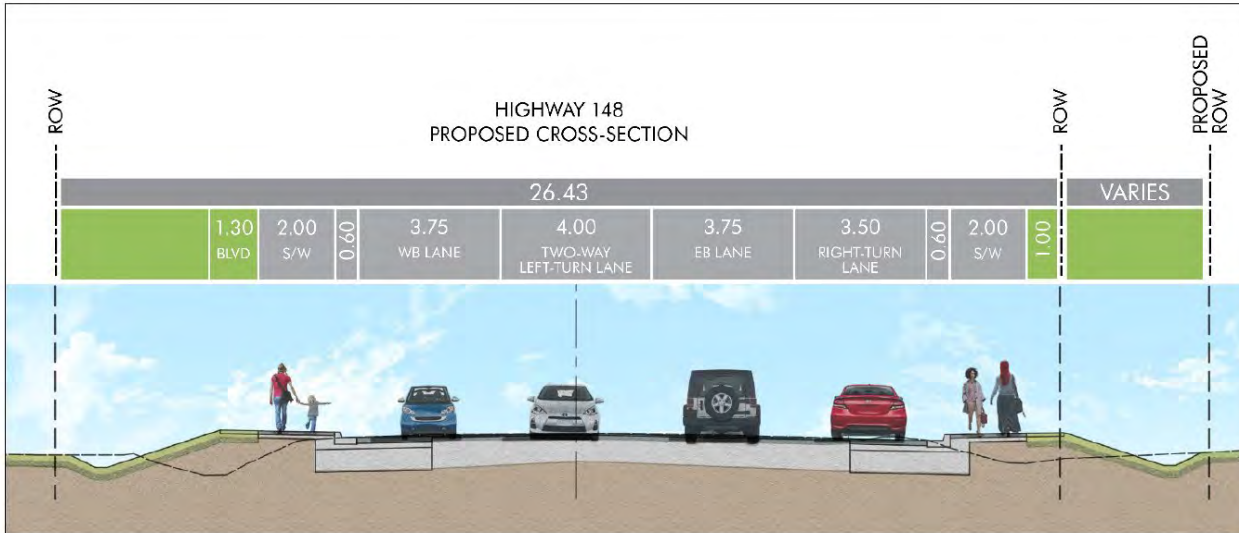 HIGHWAY 148
PROPOSED CROSS-SECTION
ROW
ROW
PROPOSED
ROW
26.43
VARIES
1.30
BLVD
2.00
S/W
0.60
3.75
WB LANE
4.00
TWO-WAY
LEFT-TURN LANE
3.75
EB LANE
3.50
RIGHT-TURN
LANE
0.60
2.00
S/W
1.00